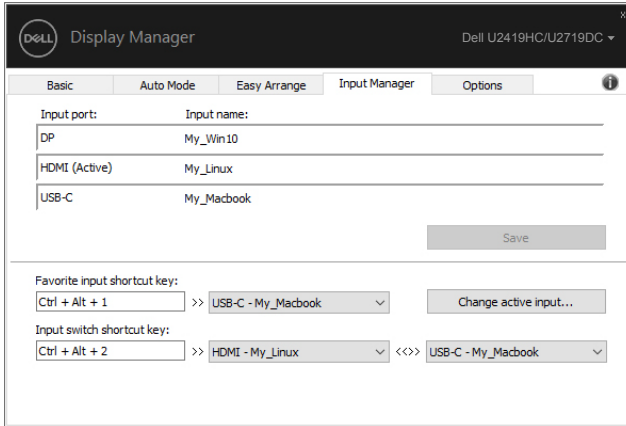 DELL Display Manager Dell U2419HC/U2719DC
x
Basic Auto Mode Easy Arrange Input Manager Options i
Input port: Input name:
DP My_Win10
HDMI (Active) My_Linux
USB-C My_Macbook
Save
Favorite input shortcut key:
Ctrl + Alt + 1 >> USB-C - My_Macbook Change active input...
Input switch shortcut key:
Ctrl + Alt + 2 >> HDMI - My_Linux <<>> USB-C - My_Macbook